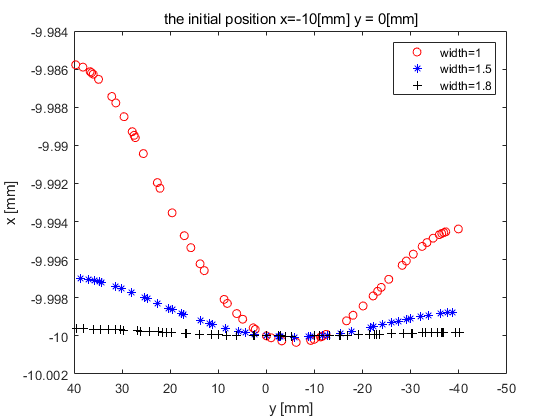 the initial position x=-10[mm] y = 0[mm]
-9.984
-9.986
-9.988
-9.99
-9.992
-9.994
-9.996
-9.998
-10
-10.002
x [mm]
width=1
width=1.5
width=1.8
40 30 20 10 0 -10 -20 -30 -40 -50
y [mm]